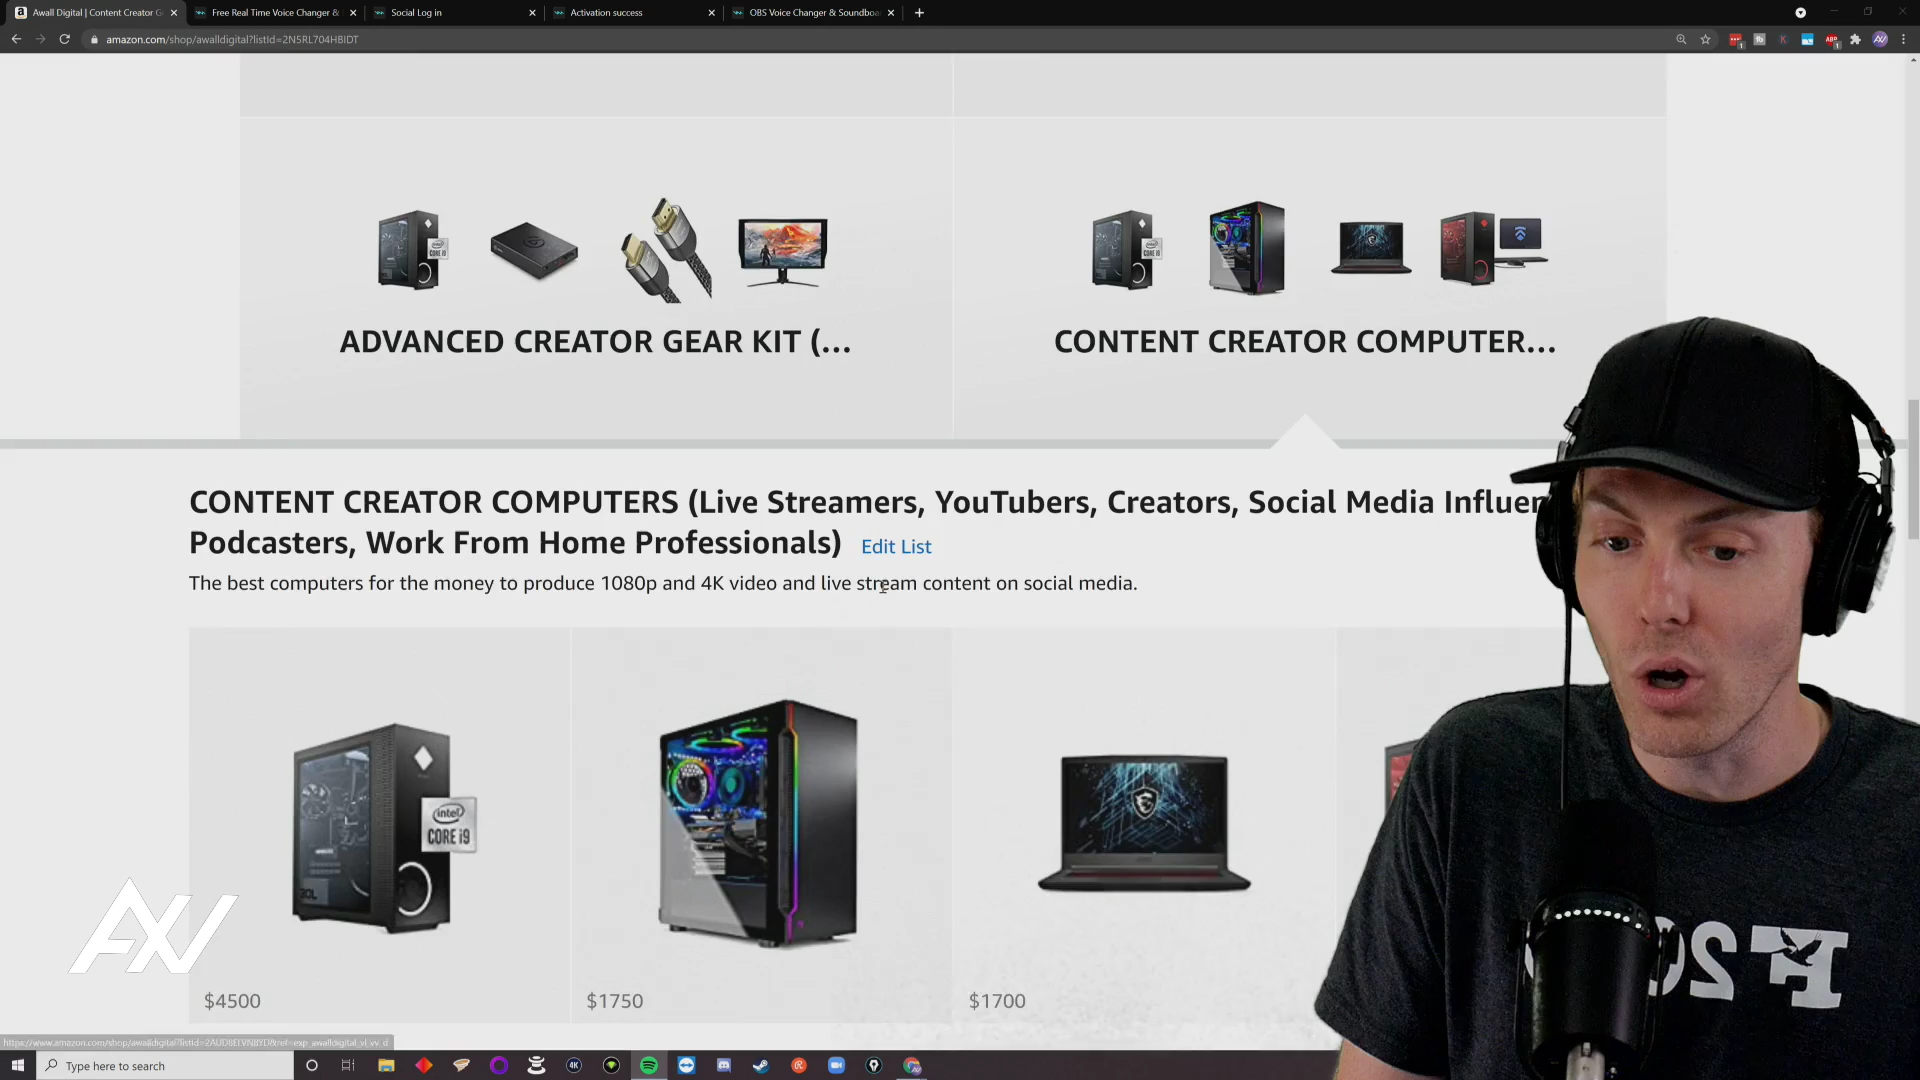 Awall Digital | Content Creator G
Free Real Time Voice Changer &
Social Log in
Activation success
OBS Voice Changer & Soundboa
amazon.com/shop/awalldigital?listId=2N5RL704HBIDT
ADVANCED CREATOR GEAR KIT (...
CONTENT CREATOR COMPUTER...
CONTENT CREATOR COMPUTERS (Live Streamers, YouTubers, Creators, Social Media Influen
Podcasters, Work From Home Professionals) Edit List
The best computers for the money to produce 1080p and 4K video and live stream content on social media.
intel
CORE i9
30L
AW
$4500
$1750
$1700
Type here to search
4K